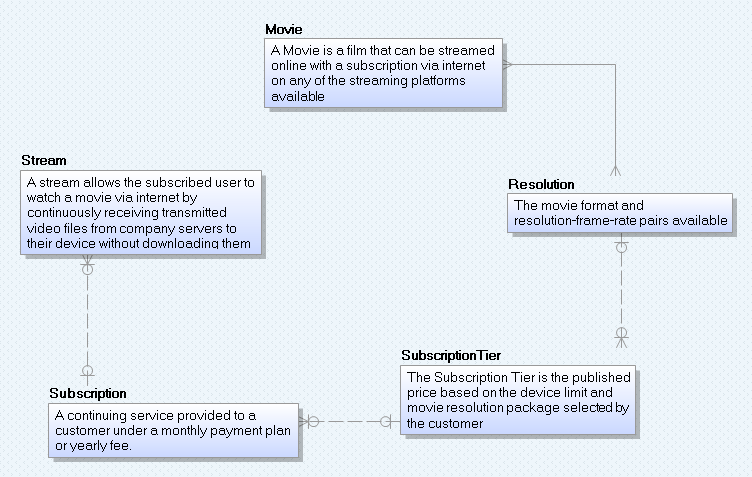 Movie
A Movie is a film that can be streamed
online with a subscription via internet
on any of the streaming platforms
available
Stream
A stream allows the subscribed user to
watch a movie via internet by
continuously receiving transmitted
video files from company servers to
their device without downloading them
Resolution
The movie format and
resolution-frame-rate pairs available
SubscriptionTier
The Subscription Tier is the published
price based on the device limit and
movie resolution package selected by
the customer
Subscription
A continuing service provided to a
customer under a monthly payment plan
or yearly fee.